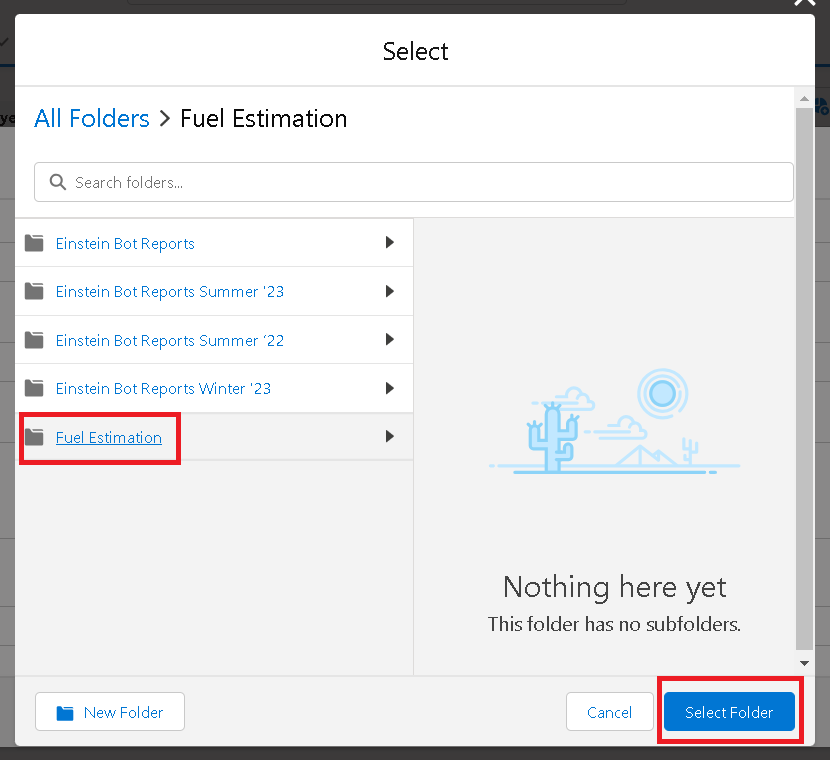 Select
ye
All Folders > Fuel Estimation
Search folders...
Einstein Bot Reports
Einstein Bot Reports Summer '23
Einstein Bot Reports Summer '22
Einstein Bot Reports Winter '23
Fuel Estimation
Nothing here yet
This folder has no subfolders.
New Folder
Cancel
Select Folder